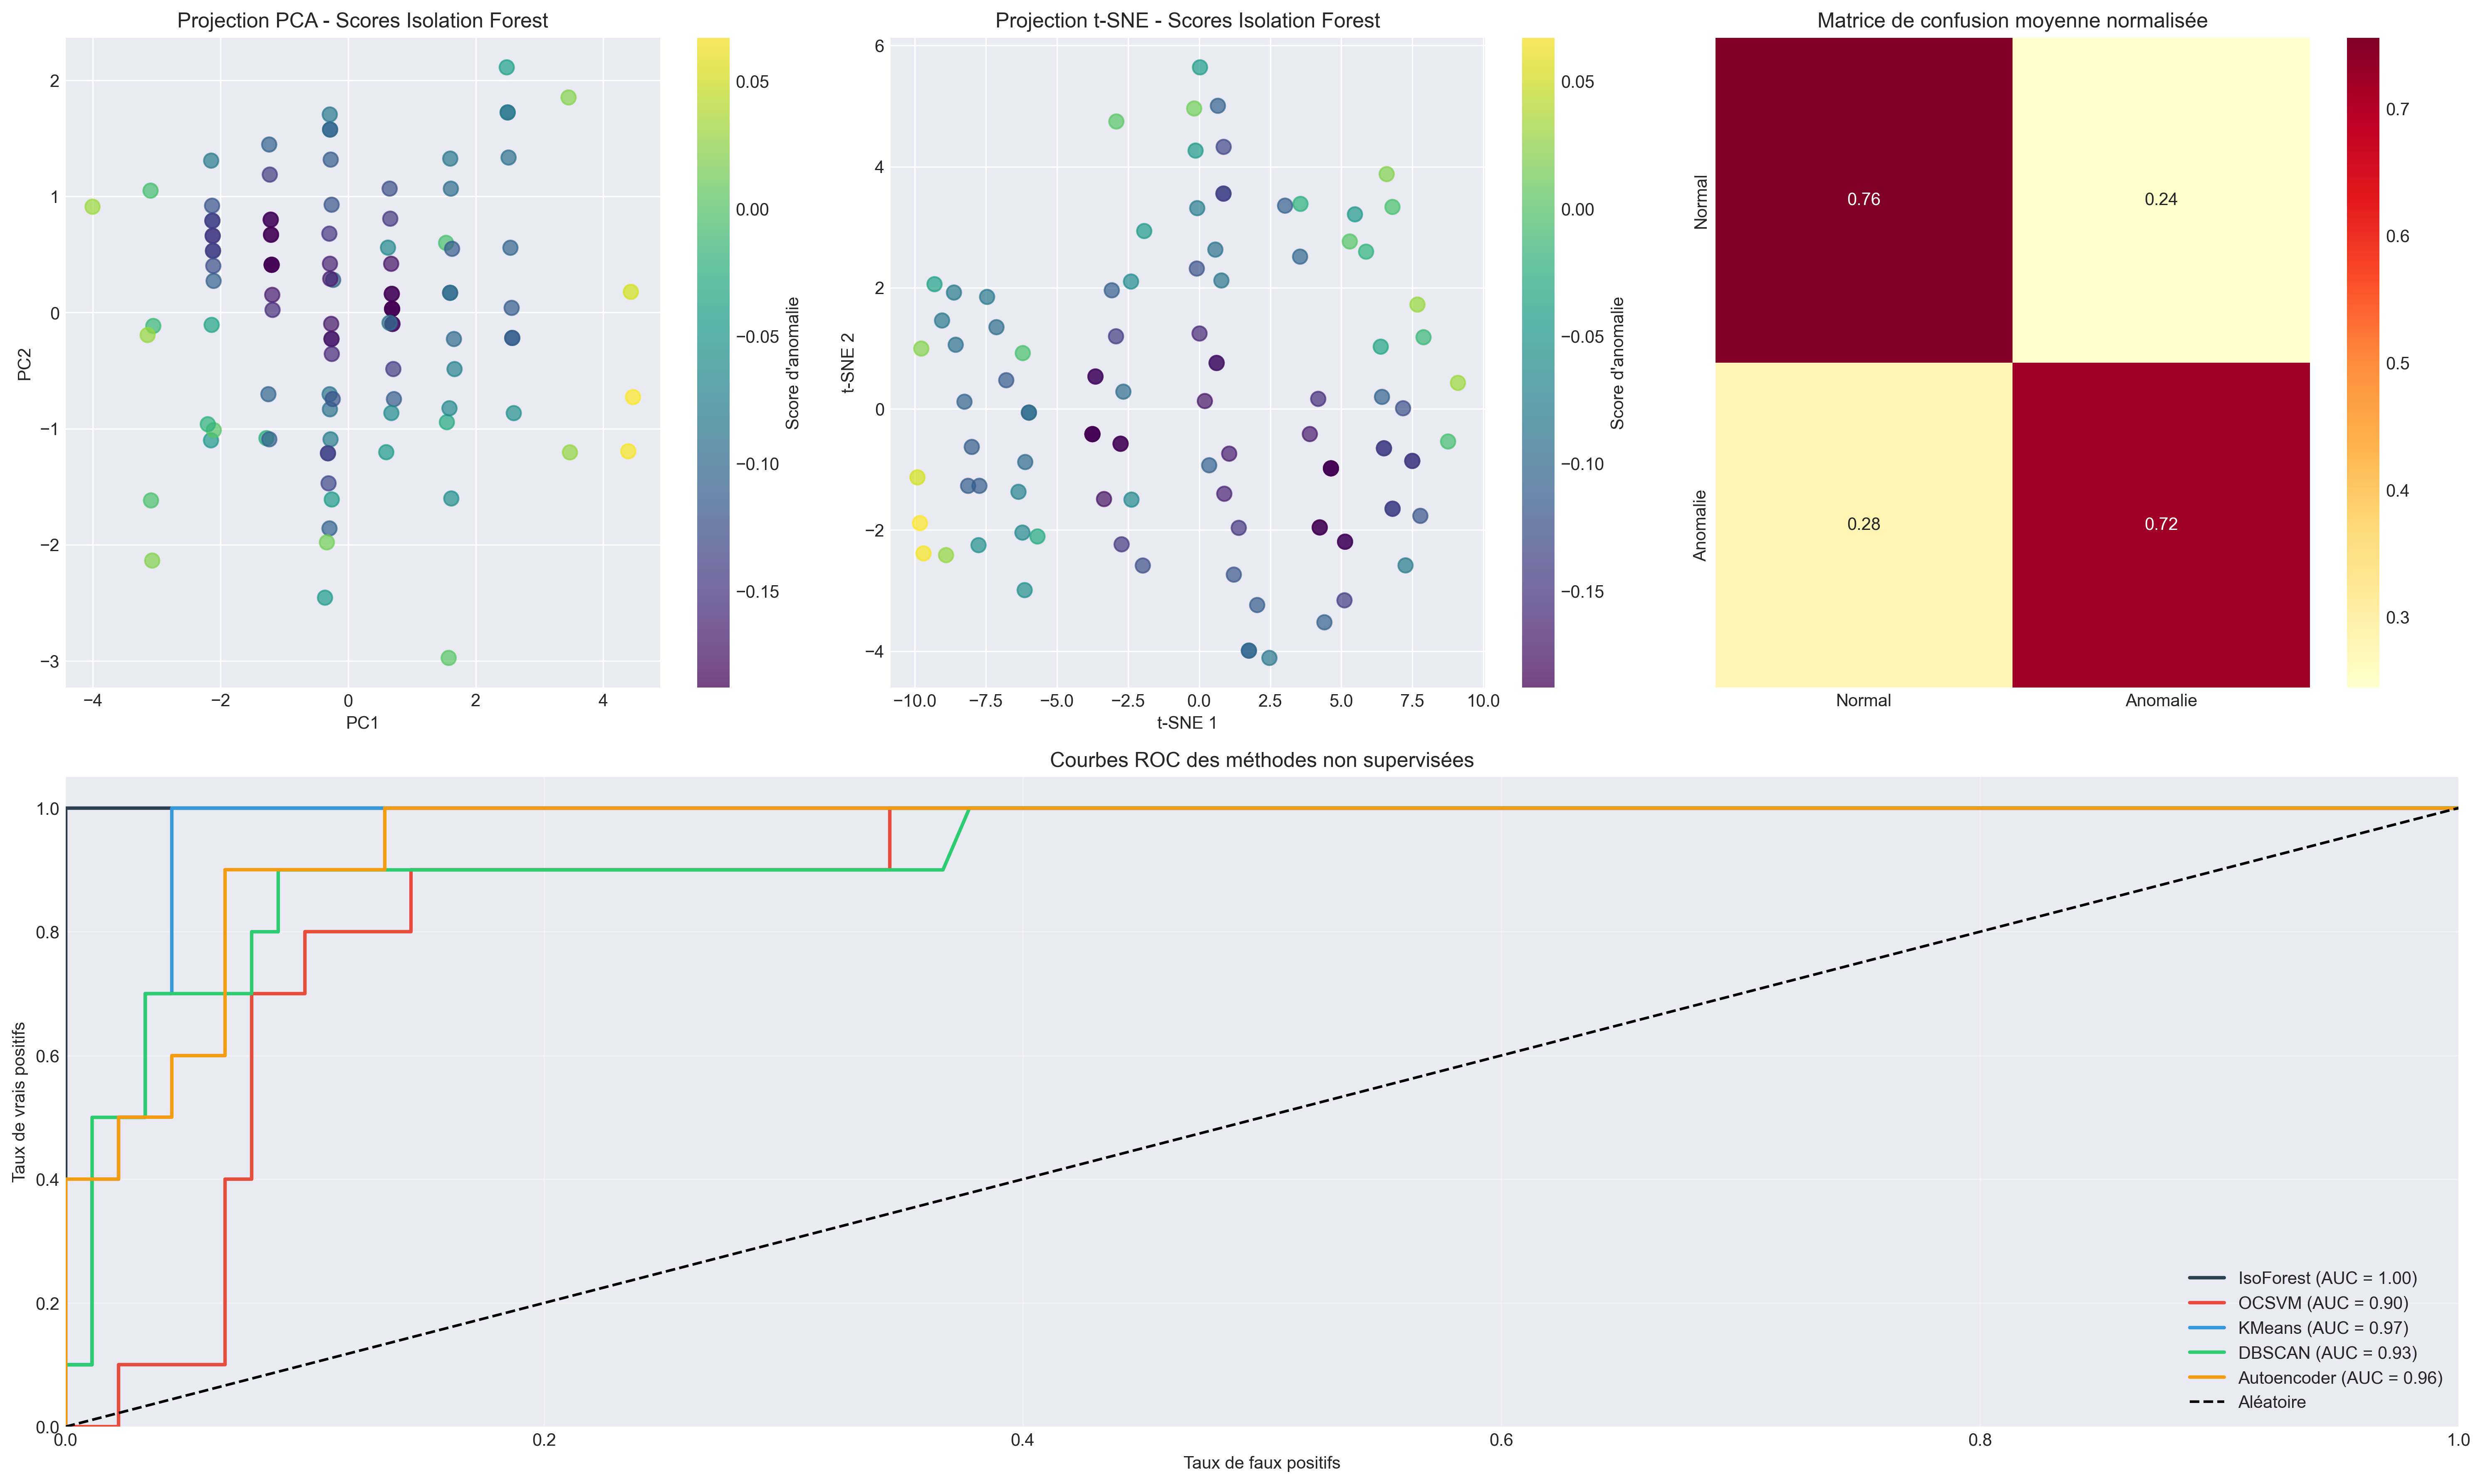 Projection PCA - Scores Isolation Forest
2
1
0
−1
−2
−3
PC2
−4
−2
0
2
4
PC1
0.05
0.00
−0.05
−0.10
−0.15
Score d'anomalie
Projection t-SNE - Scores Isolation Forest
6
4
2
0
−2
−4
t-SNE 2
−10.0
−7.5
−5.0
−2.5
0.0
2.5
5.0
7.5
10.0
t-SNE 1
0.05
0.00
−0.05
−0.10
−0.15
Score d'anomalie
Matrice de confusion moyenne normalisée
Normal
0.76
0.24
Anomalie
0.28
0.72
Normal
Anomalie
0.7
0.6
0.5
0.4
0.3
Courbes ROC des méthodes non supervisées
1.0
0.8
0.6
0.4
0.2
0.0
Taux de vrais positifs
0.0
0.2
0.4
0.6
0.8
1.0
Taux de faux positifs
IsoForest (AUC = 1.00)
OCSVM (AUC = 0.90)
KMeans (AUC = 0.97)
DBSCAN (AUC = 0.93)
Autoencoder (AUC = 0.96)
Aléatoire